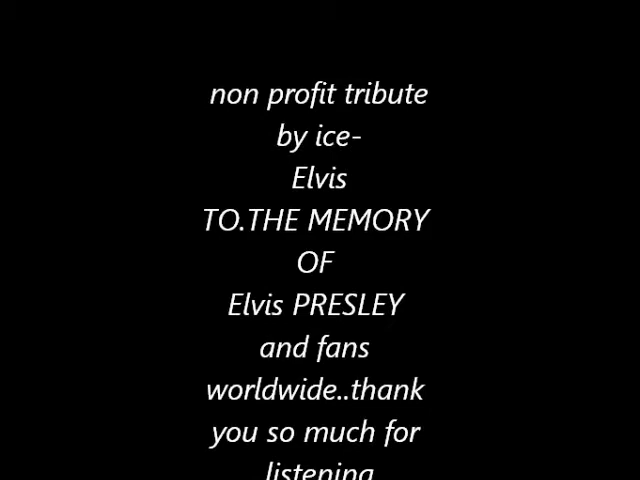 non profit tribute
by ice-
Elvis
TO.THE MEMORY
OF
Elvis PRESLEY
and fans
worldwide..thank
you so much for
listening